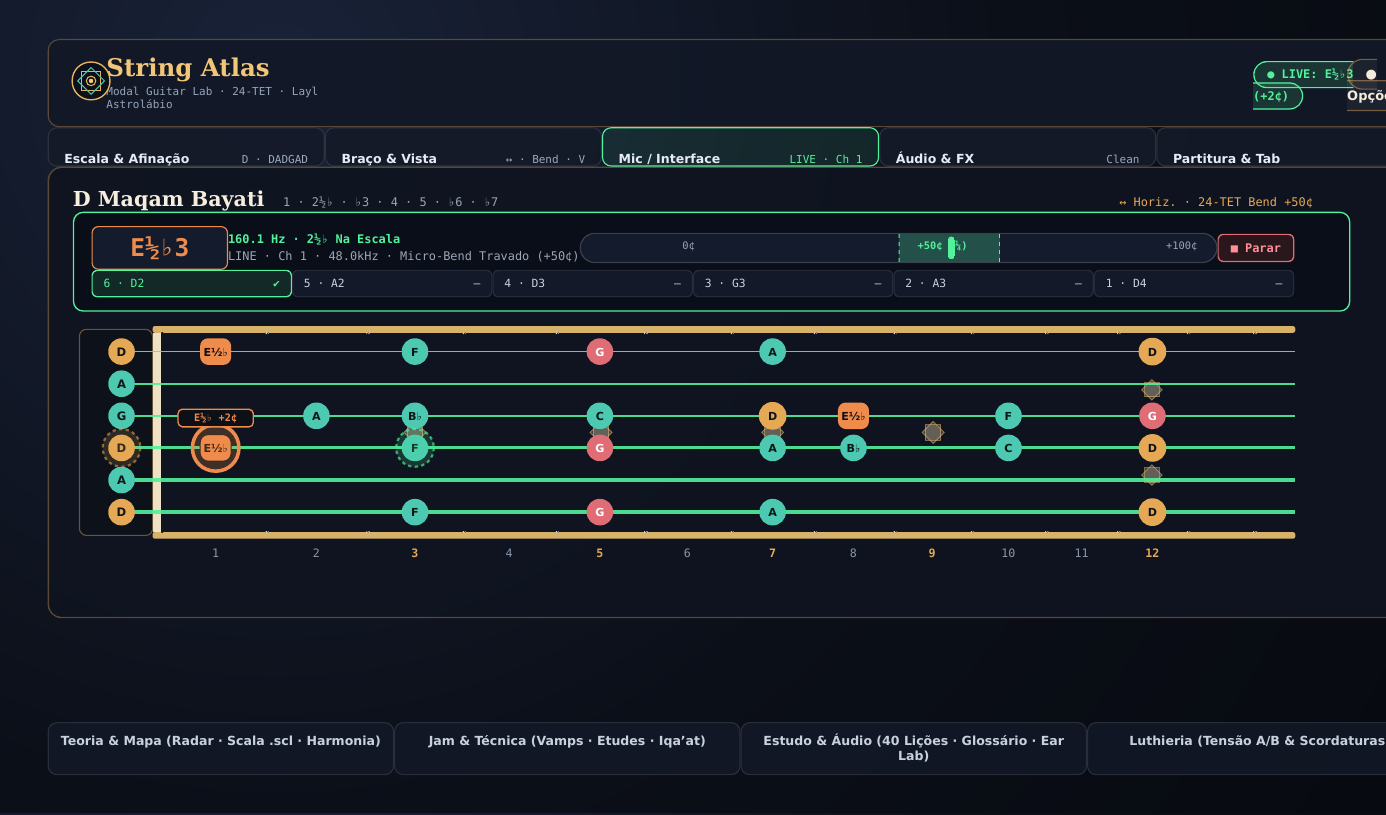 String Atlas
Modal Guitar Lab · 24-TET · Layl
Astrolábio
● LIVE: E½♭3
(+2¢)
●
Opçõ
Escala & Afinação D · DADGAD
Braço & Vista ↔ · Bend · V
Mic / Interface LIVE · Ch 1
Áudio & FX Clean
Partitura & Tab
D Maqam Bayati 1 · 2½♭ · ♭3 · 4 · 5 · ♭6 · ♭7
↔ Horiz. · 24-TET Bend +50¢
E½♭3
160.1 Hz · 2½♭ Na Escala
LINE · Ch 1 · 48.0kHz · Micro-Bend Travado (+50¢)
0¢ +50¢ +100¢
■ Parar
6 · D2 ✔
5 · A2 —
4 · D3 —
3 · G3 —
2 · A3 —
1 · D4 —
D E½♭ F G A D
A
G A B♭ C D E½♭ F G
E½♭ +2¢
D E½♭ F G A B♭ C D
A
D F G A D
1 2 3 4 5 6 7 8 9 10 11 12
Teoria & Mapa (Radar · Scala .scl · Harmonia)
Jam & Técnica (Vamps · Etudes · Iqa’at)
Estudo & Áudio (40 Lições · Glossário · Ear
Lab)
Luthieria (Tensão A/B & Scordaturas